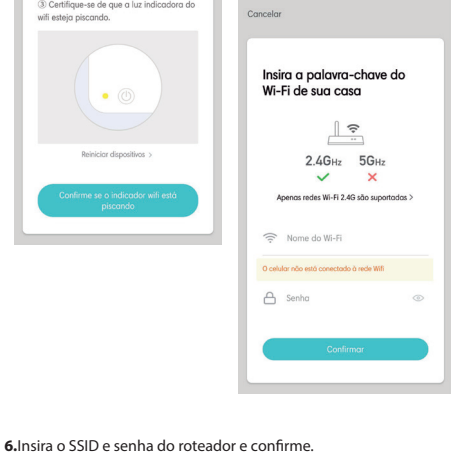 ③ Certifique-se de que a luz indicadora do
wifi esteja piscando.
Reiniciar dispositivos >
Confirme se o indicador wifi está
piscando
Cancelar
Insira a palavra-chave do
Wi-Fi de sua casa
2.4GHz 5GHz
Apenas redes Wi-Fi 2.4G são suportadas >
Nome do Wi-Fi
O celular não está conectado à rede Wifi
Senha
Confirmar
6.Insira o SSID e senha do roteador e confirme.